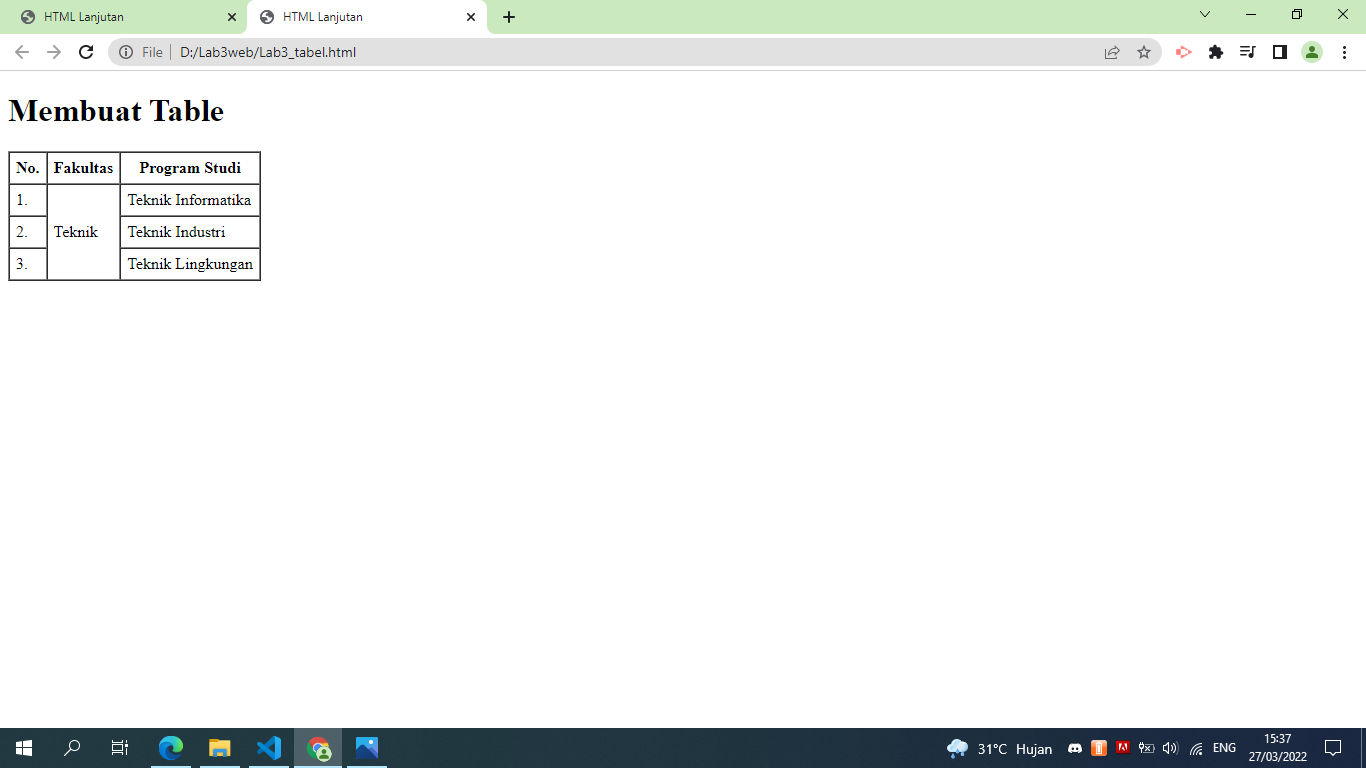 HTML Lanjutan
HTML Lanjutan
File D:/Lab3web/Lab3_tabel.html
Membuat Table
No. Fakultas Program Studi
1. Teknik Informatika
2. Teknik Teknik Industri
3. Teknik Lingkungan
31°C Hujan ENG 15:37
27/03/2022